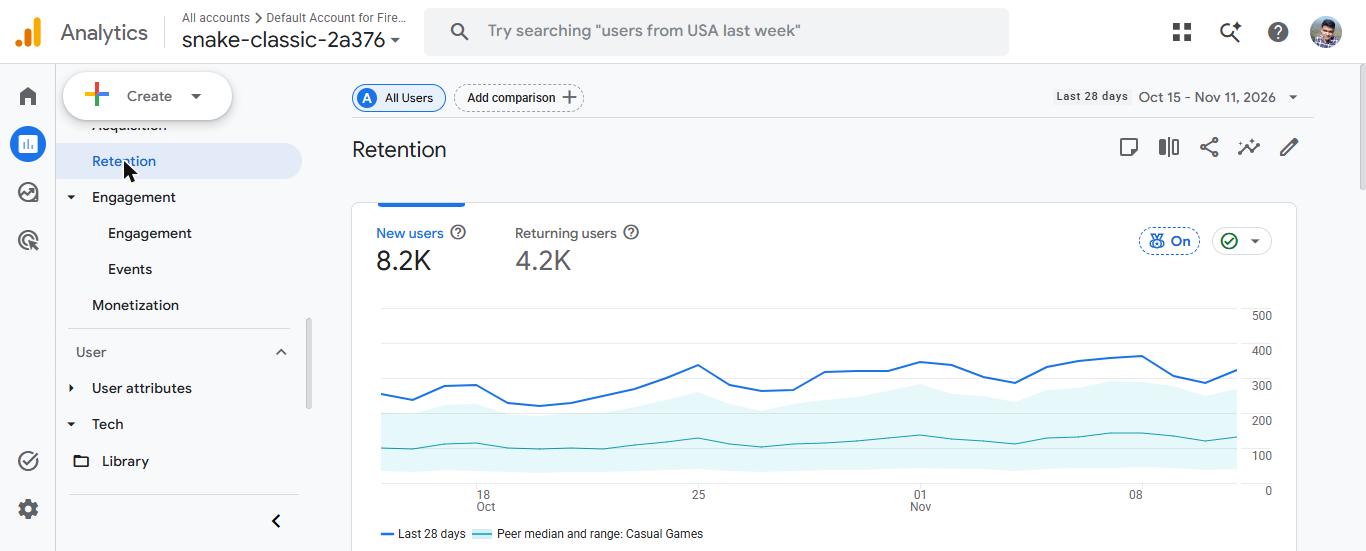 Analytics
All accounts > Default Account for Fire...
snake-classic-2a376
Try searching "users from USA last week"
Create
Acquisition
Retention
Engagement
Engagement
Events
Monetization
User
User attributes
Tech
Library
A All Users
Add comparison +
Last 28 days Oct 15 - Nov 11, 2026
Retention
New users
8.2K
Returning users
4.2K
On
500
400
300
200
100
0
18
Oct
25
01
Nov
08
Last 28 days
Peer median and range: Casual Games